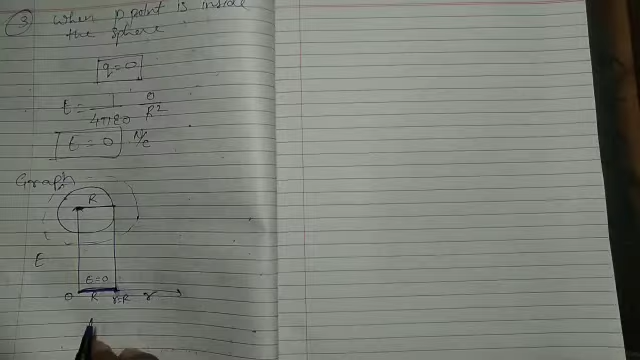 ③ When p point is inside
the sphere
q=0
E = 1/4πε0 0/R²
E = 0 N/c
Graph:
R
E
E=0
O R r=R r